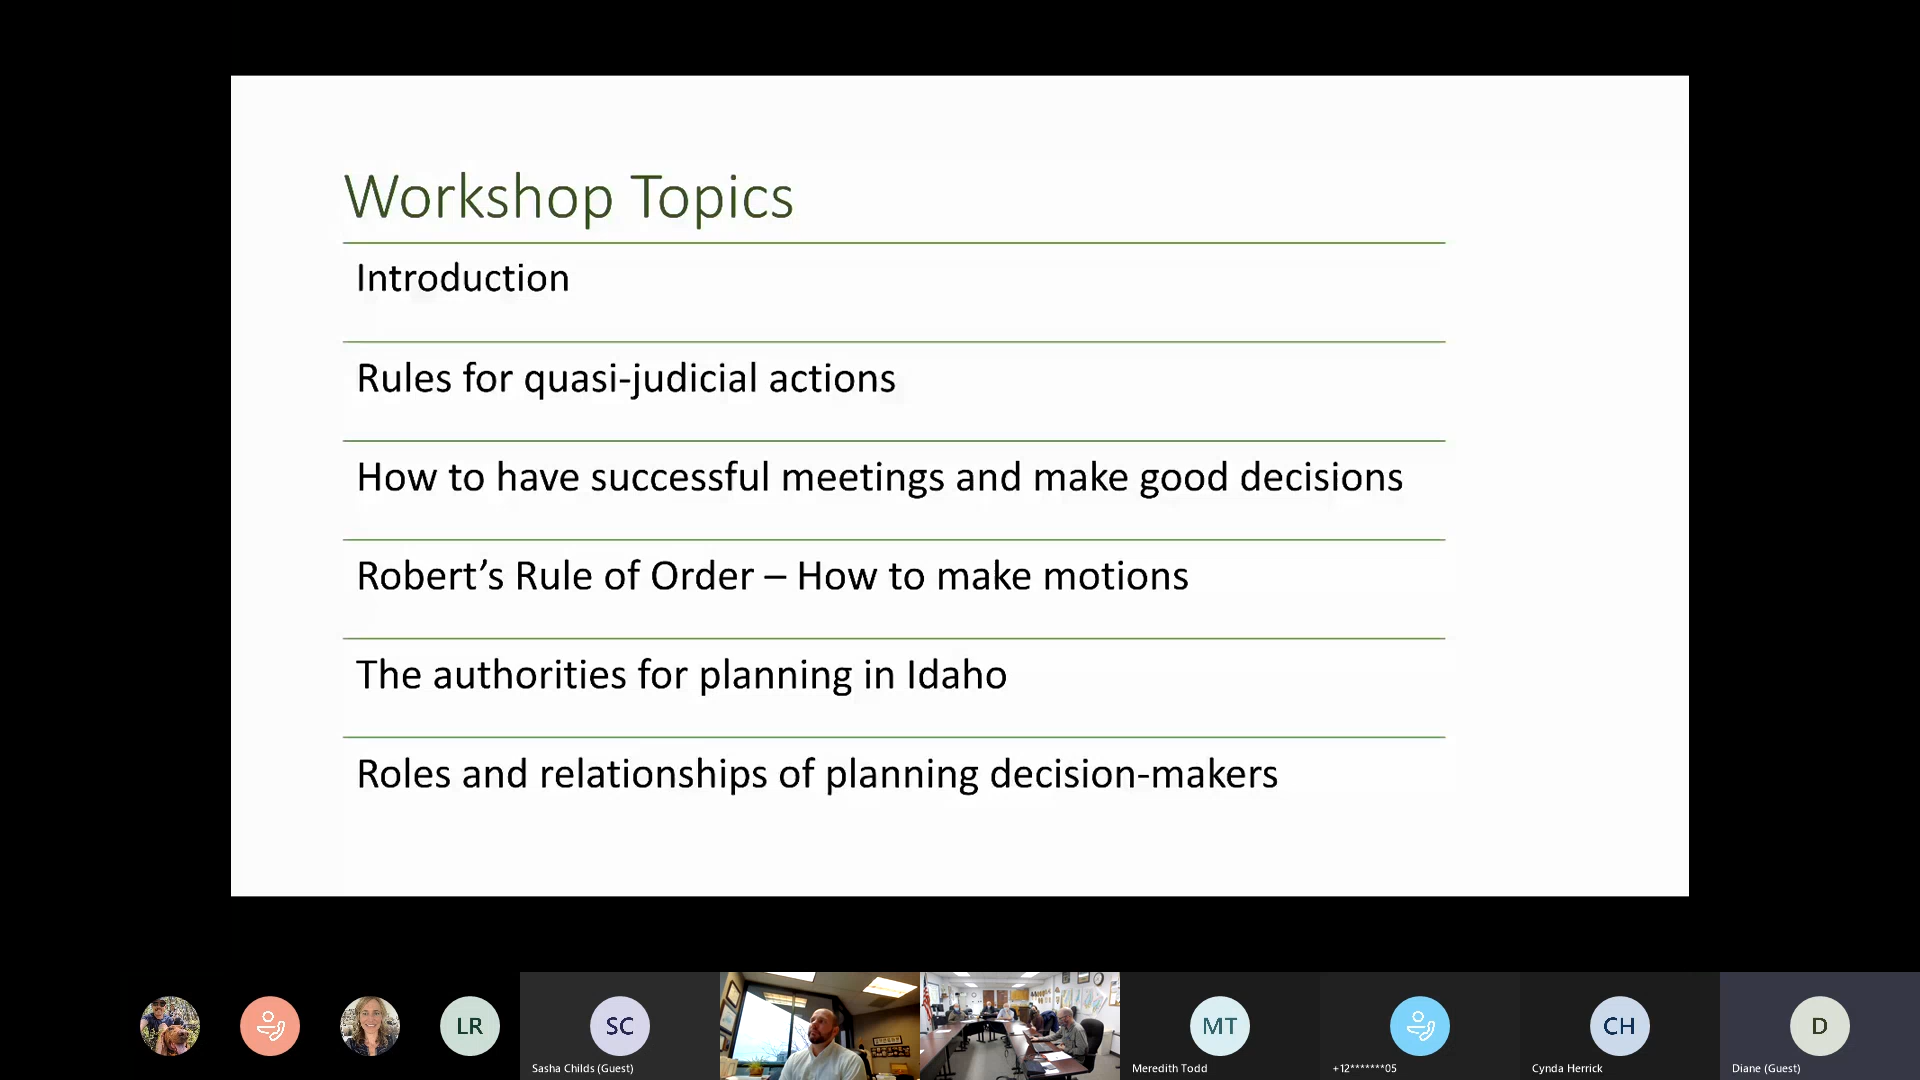 Workshop Topics
Introduction
Rules for quasi-judicial actions
How to have successful meetings and make good decisions
Robert’s Rule of Order – How to make motions
The authorities for planning in Idaho
Roles and relationships of planning decision-makers
LR
SC
MT
CH
D
Sasha Childs (Guest)
Meredith Todd
+12*******05
Cynda Herrick
Diane (Guest)